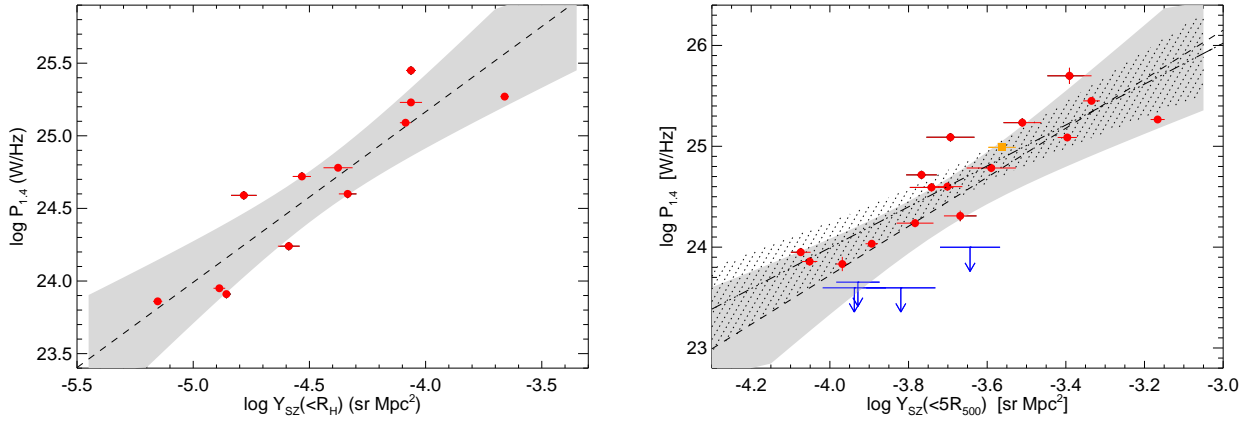 25.5
25.0
24.5
24.0
23.5
log P1.4 (W/Hz)
-5.5 -5.0 -4.5 -4.0 -3.5
log YSZ(<RH) (sr Mpc²)
26
25
24
23
log P1.4 [W/Hz]
-4.2 -4.0 -3.8 -3.6 -3.4 -3.2 -3.0
log YSZ(<5R500) [sr Mpc²]